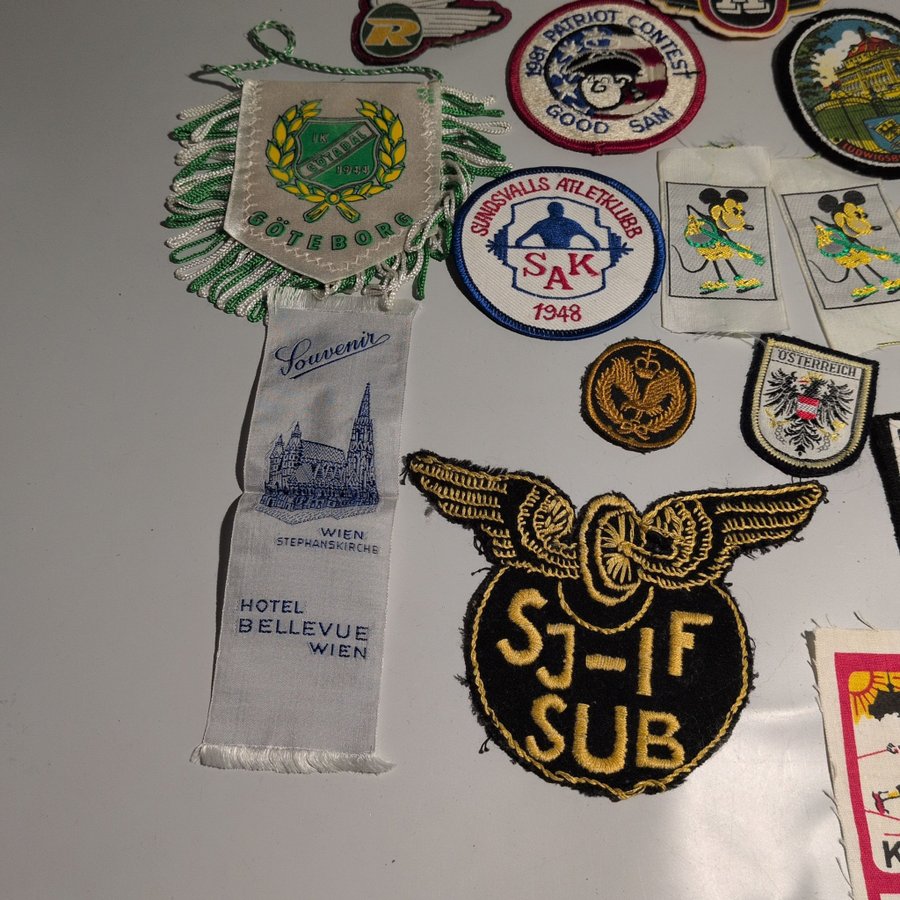 R
1981 PATRIOT CONTEST
GOOD SAM
IK
GÖTADAL
1944
GÖTEBORG
SUNDSVALLS ATLETKLUBB
SAK
1948
ÖSTERREICH
Souvenir
WIEN
STEPHANSKIRCHE
HOTEL
BELLEVUE
WIEN
SJ-IF
SUB
K